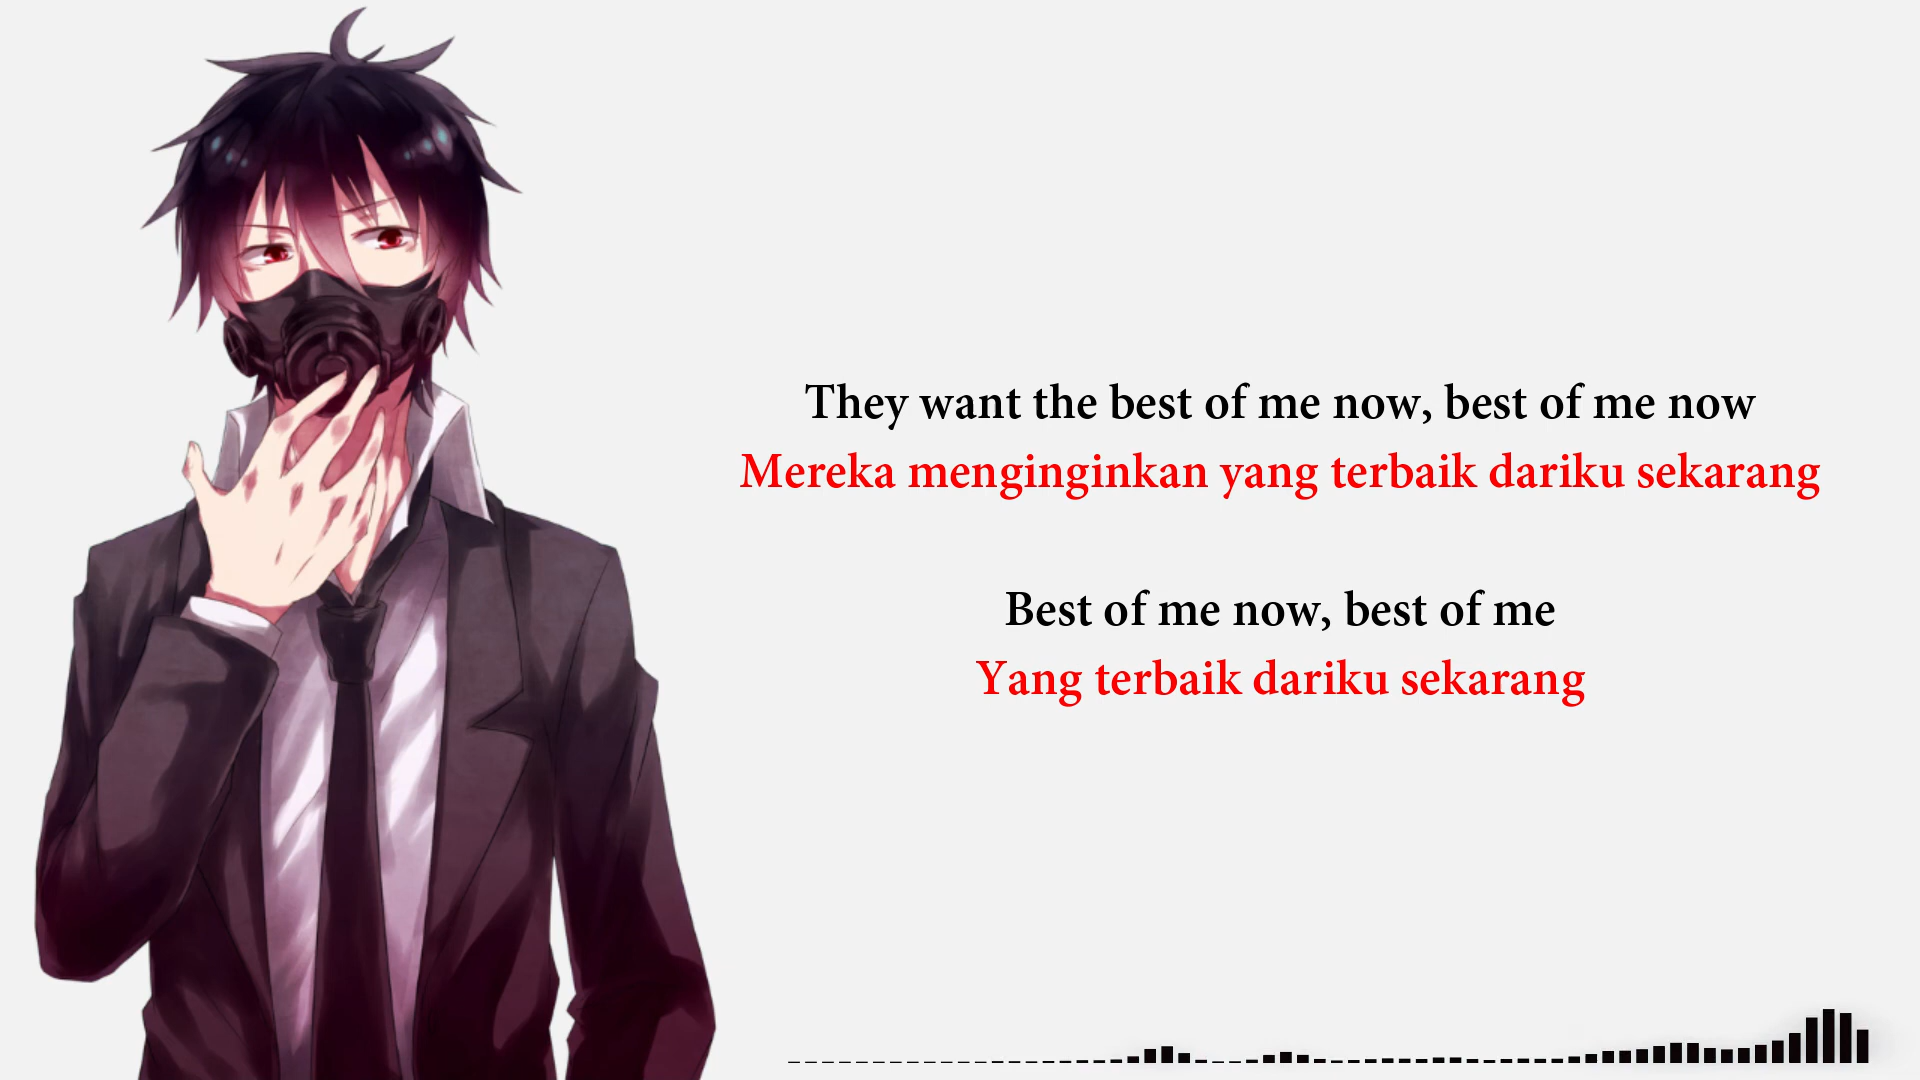 They want the best of me now, best of me now
Mereka menginginkan yang terbaik dariku sekarang
Best of me now, best of me
Yang terbaik dariku sekarang